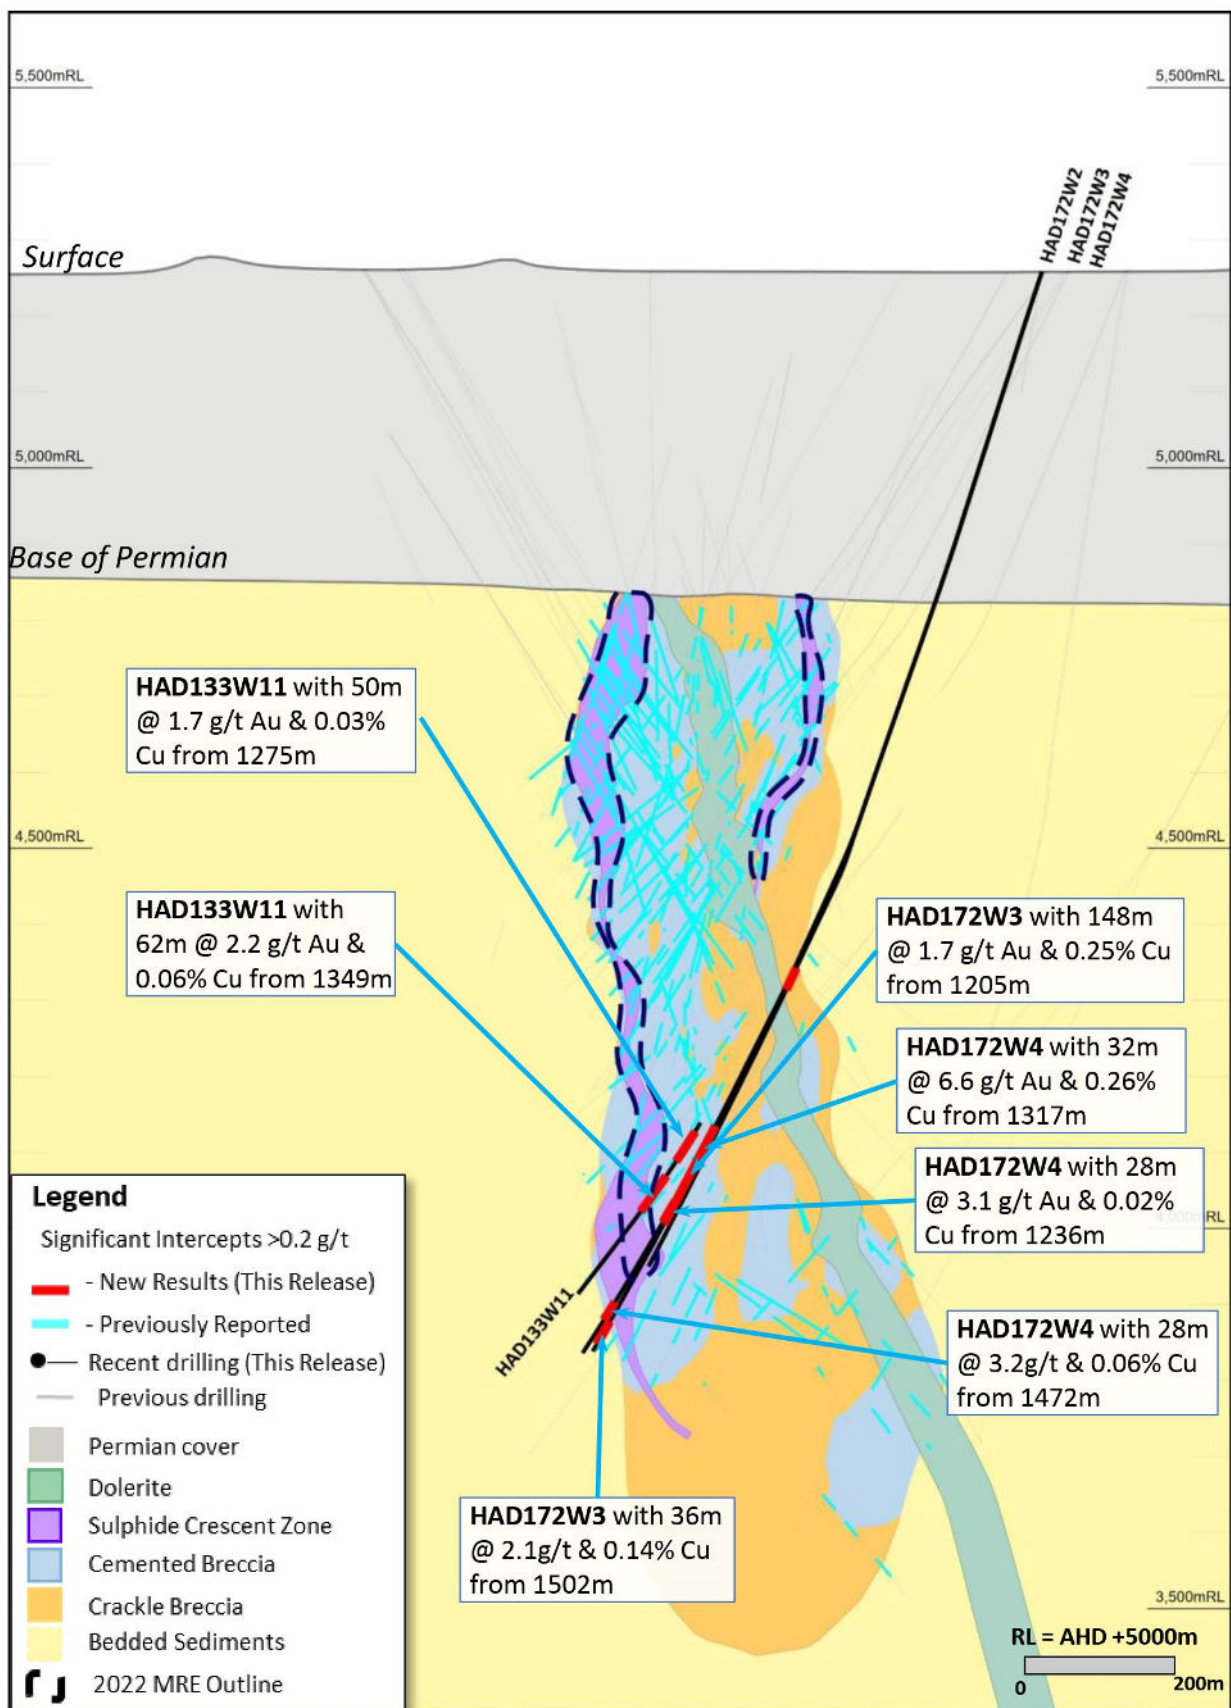 5,500mRL
5,500mRL
HAD172W2
HAD172W3
HAD172W4
Surface
5,000mRL
5,000mRL
Base of Permian
HAD133W11 with 50m
@ 1.7 g/t Au & 0.03%
Cu from 1275m
4,500mRL
4,500mRL
HAD133W11 with
62m @ 2.2 g/t Au &
0.06% Cu from 1349m
HAD172W3 with 148m
@ 1.7 g/t Au & 0.25% Cu
from 1205m
HAD172W4 with 32m
@ 6.6 g/t Au & 0.26%
Cu from 1317m
HAD172W4 with 28m
@ 3.1 g/t Au & 0.02%
Cu from 1236m
4,000mRL
HAD133W11
HAD172W4 with 28m
@ 3.2g/t & 0.06% Cu
from 1472m
HAD172W3 with 36m
@ 2.1g/t & 0.14% Cu
from 1502m
3,500mRL
Legend
Significant Intercepts >0.2 g/t
- New Results (This Release)
- Previously Reported
Recent drilling (This Release)
Previous drilling
Permian cover
Dolerite
Sulphide Crescent Zone
Cemented Breccia
Crackle Breccia
Bedded Sediments
2022 MRE Outline
RL = AHD +5000m
0 200m